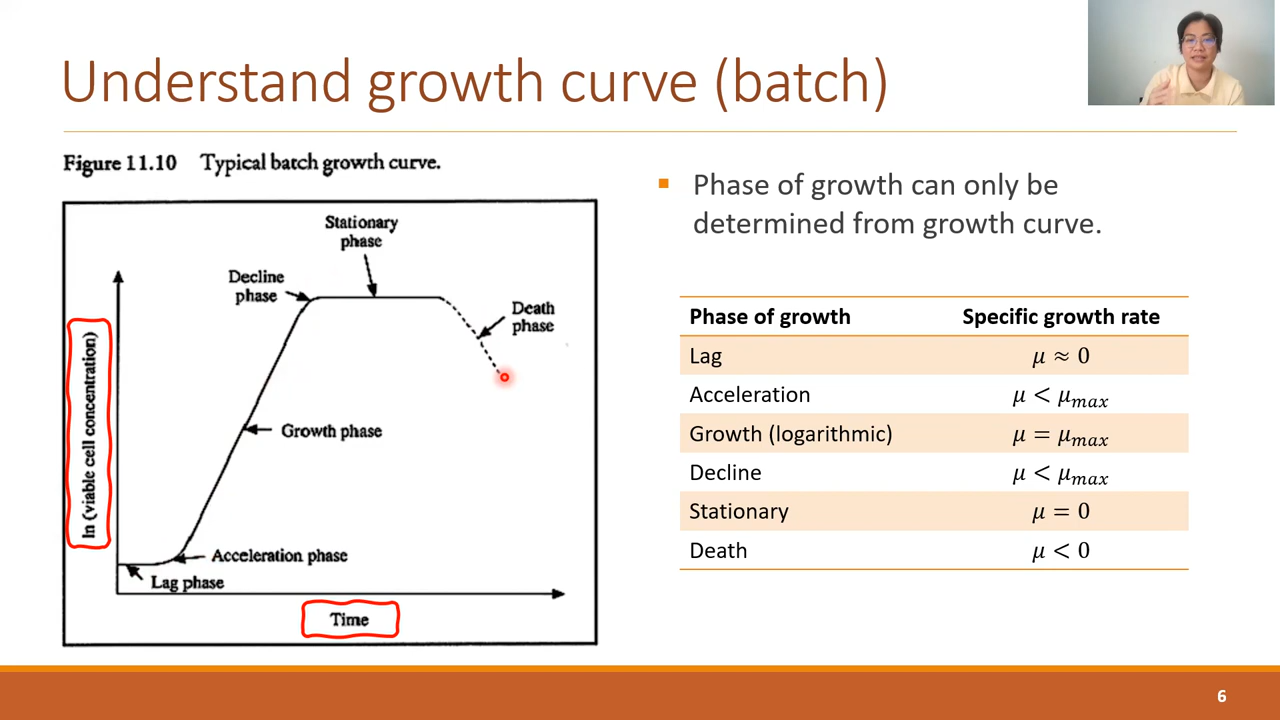 Understand growth curve (batch)
Figure 11.10 Typical batch growth curve.
Stationary
phase
Decline
phase
Death
phase
Growth phase
Acceleration phase
Lag phase
ln (viable cell concentration)
Time
Phase of growth can only be
determined from growth curve.
Phase of growth Specific growth rate
Lag μ ≈ 0
Acceleration μ < μmax
Growth (logarithmic) μ = μmax
Decline μ < μmax
Stationary μ = 0
Death μ < 0
6